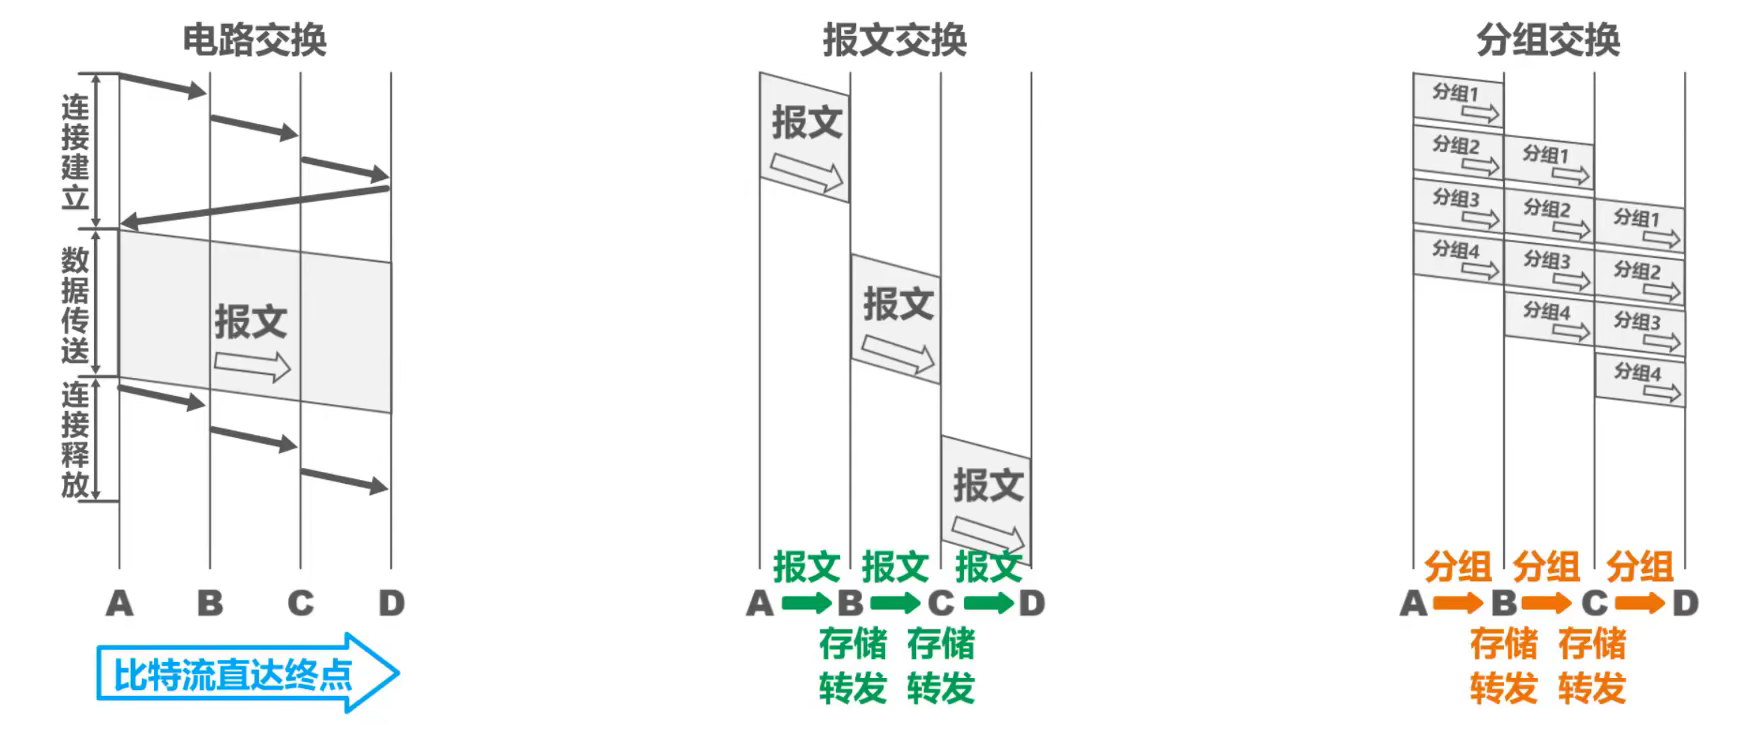 电路交换
连接建立
数据传送
报文
连接释放
A B C D
比特流直达终点
报文交换
报文
报文
报文
报文 报文 报文
A B C D
存储 存储
转发 转发
分组交换
分组1
分组2 分组1
分组3 分组2 分组1
分组4 分组3 分组2
分组4 分组3
分组4
分组 分组 分组
A B C D
存储 存储
转发 转发